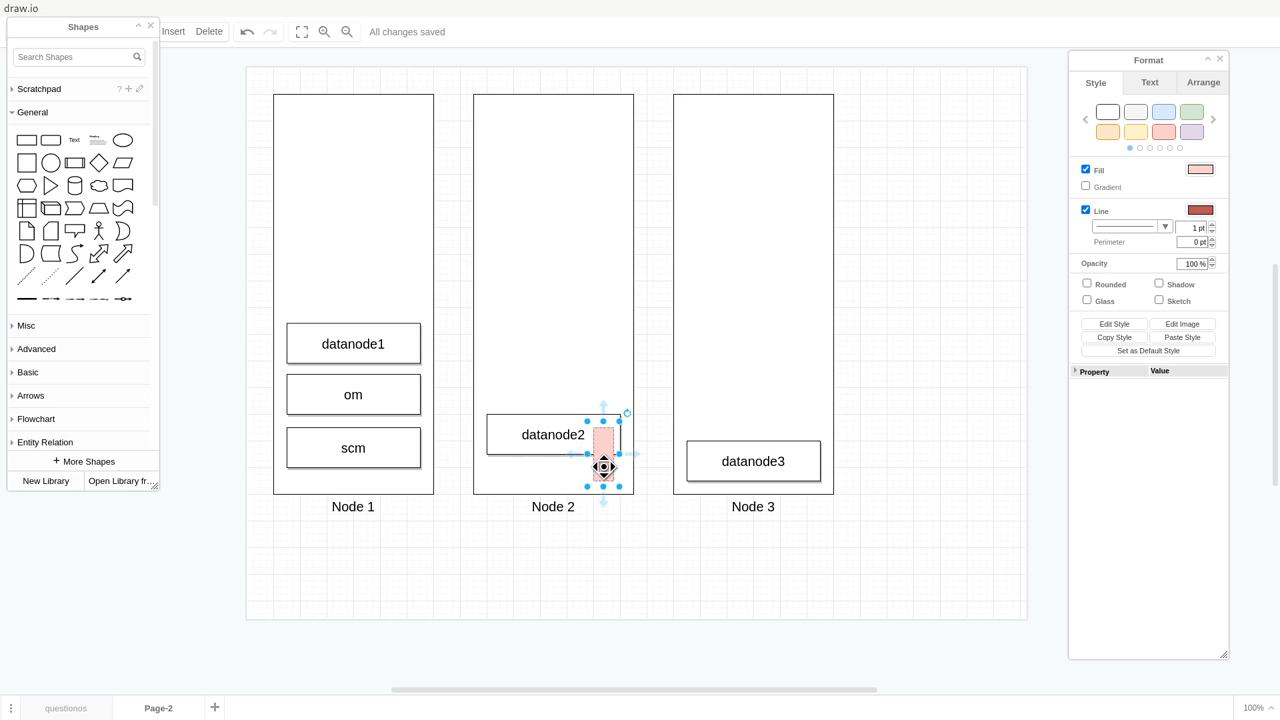 draw.io
Shapes
Insert
Delete
All changes saved
Search Shapes
Scratchpad
?
General
Text
Heading
Misc
Advanced
Basic
Arrows
Flowchart
Entity Relation
More Shapes
New Library
Open Library fr...
datanode1
om
scm
Node 1
datanode2
Node 2
datanode3
Node 3
Format
Style
Text
Arrange
Fill
Gradient
Line
1 pt
Perimeter
0 pt
Opacity
100 %
Rounded
Shadow
Glass
Sketch
Edit Style
Edit Image
Copy Style
Paste Style
Set as Default Style
Property
Value
questionos
Page-2
100%